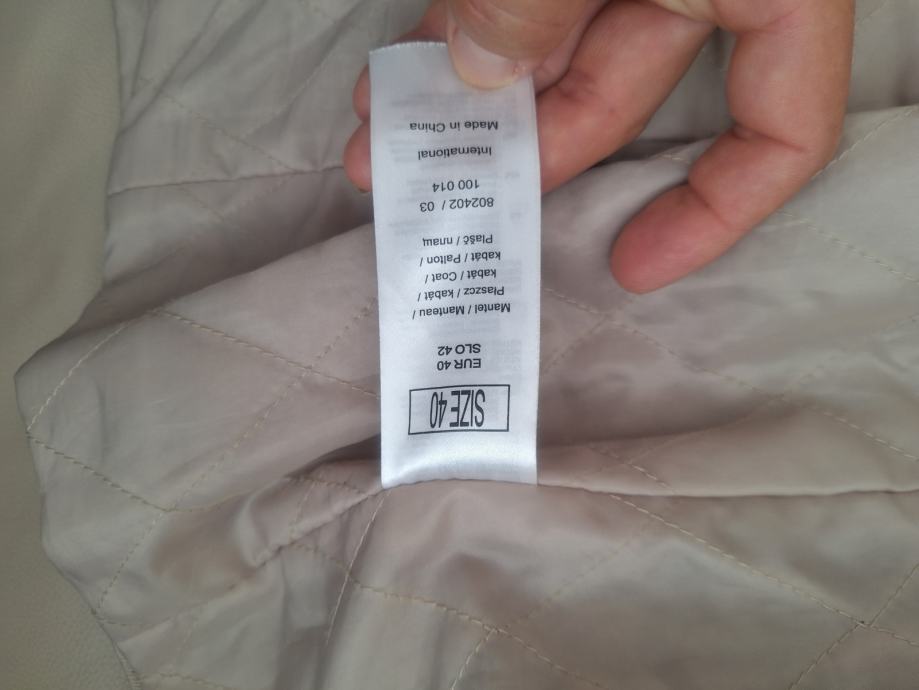 SIZE 40
EUR 40
SLO 42
Mantel / Manteau /
Płaszcz / kabát /
kabát / Coat /
kabát / Palton /
Plašč / плащ
802402 / 03
100 014
International
Made in China